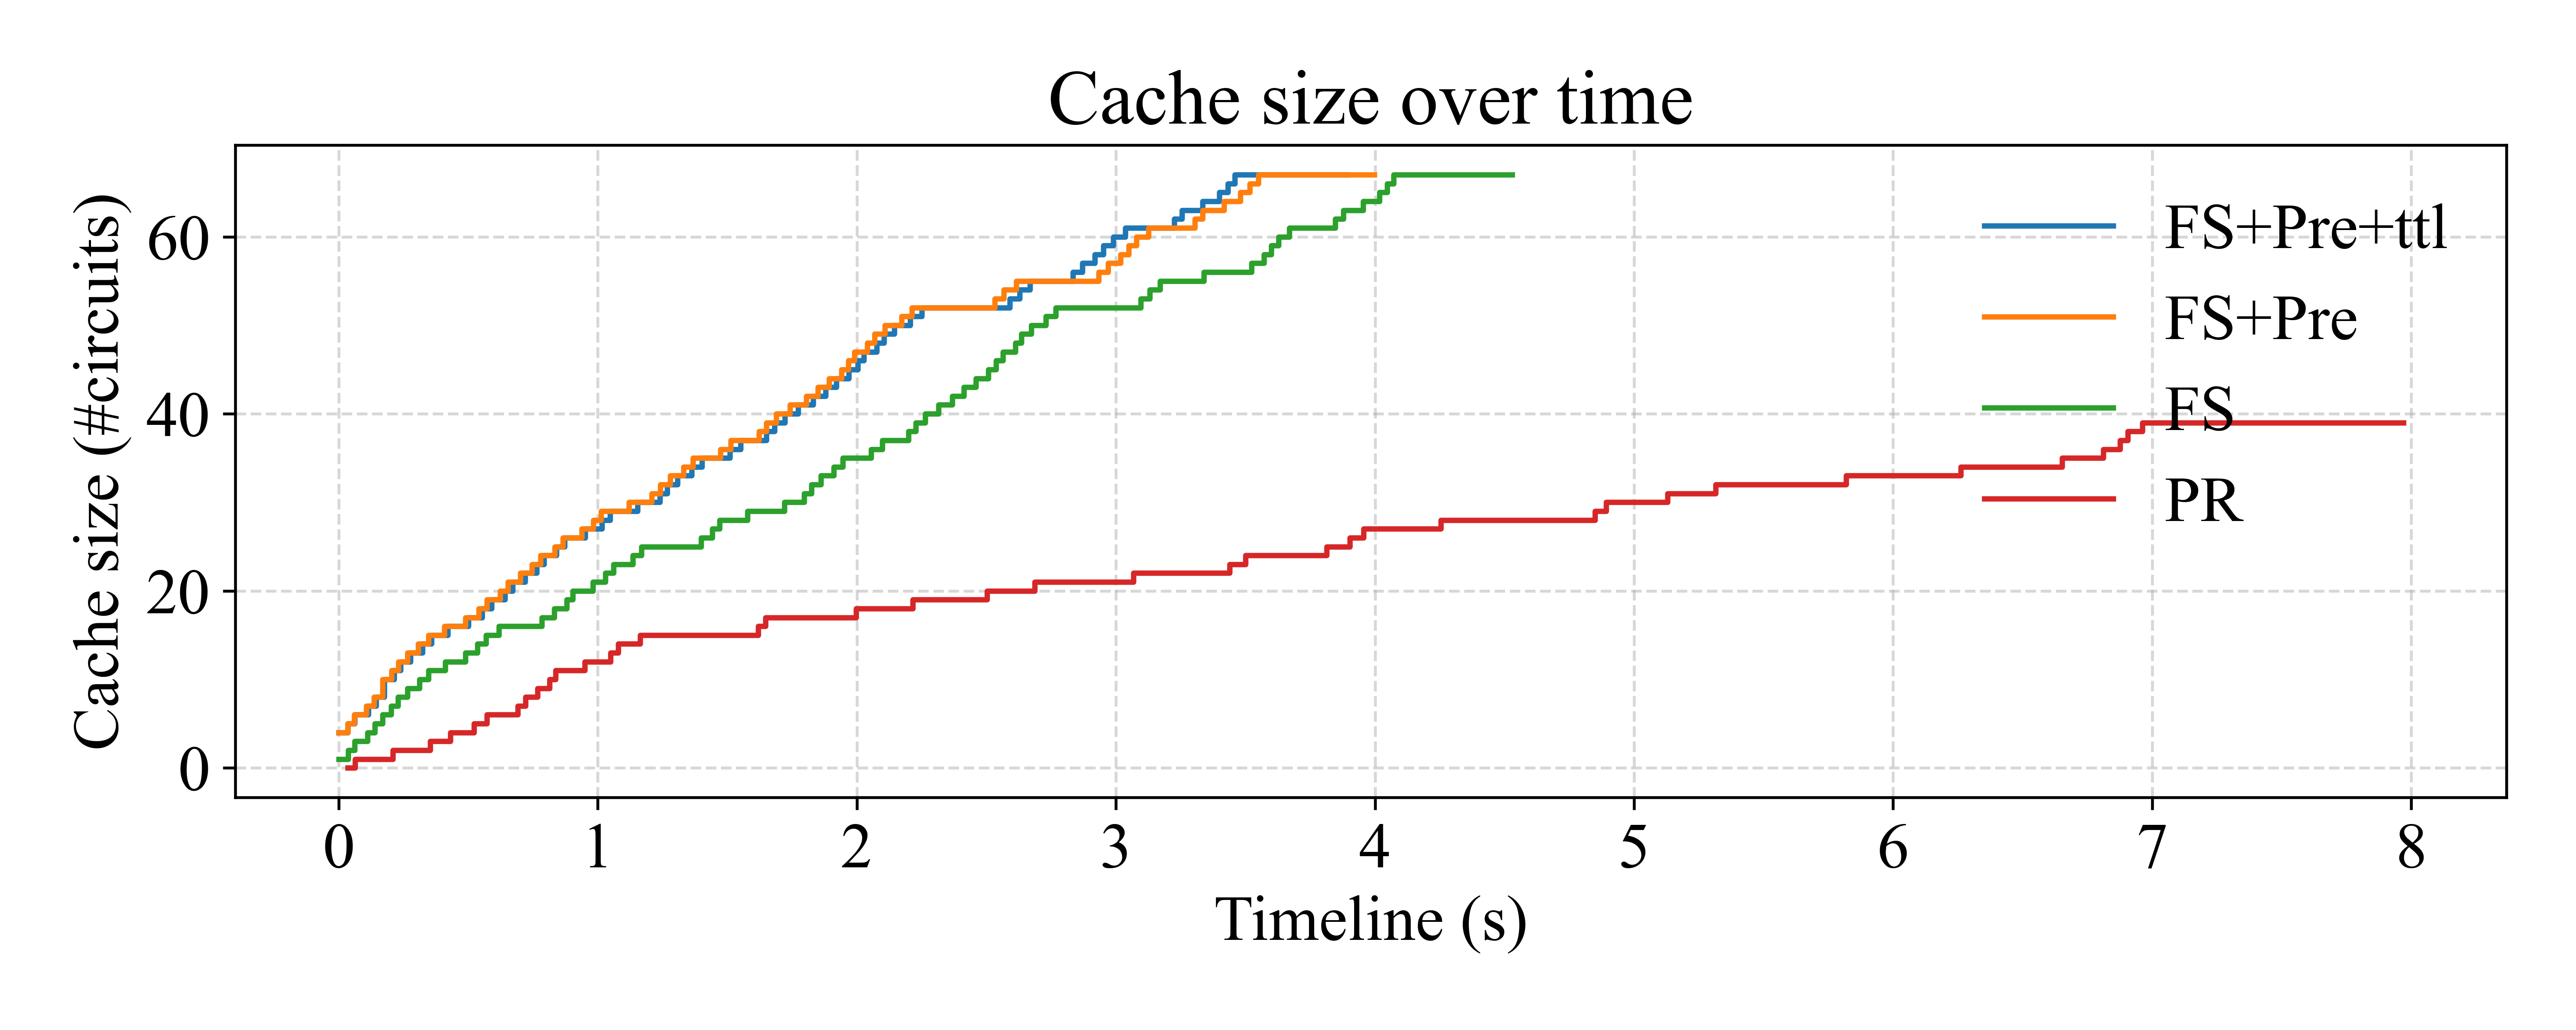 Cache size over time
Cache size (#circuits)
60
40
20
0
FS+Pre+ttl
FS+Pre
FS
PR
0 1 2 3 4 5 6 7 8
Timeline (s)